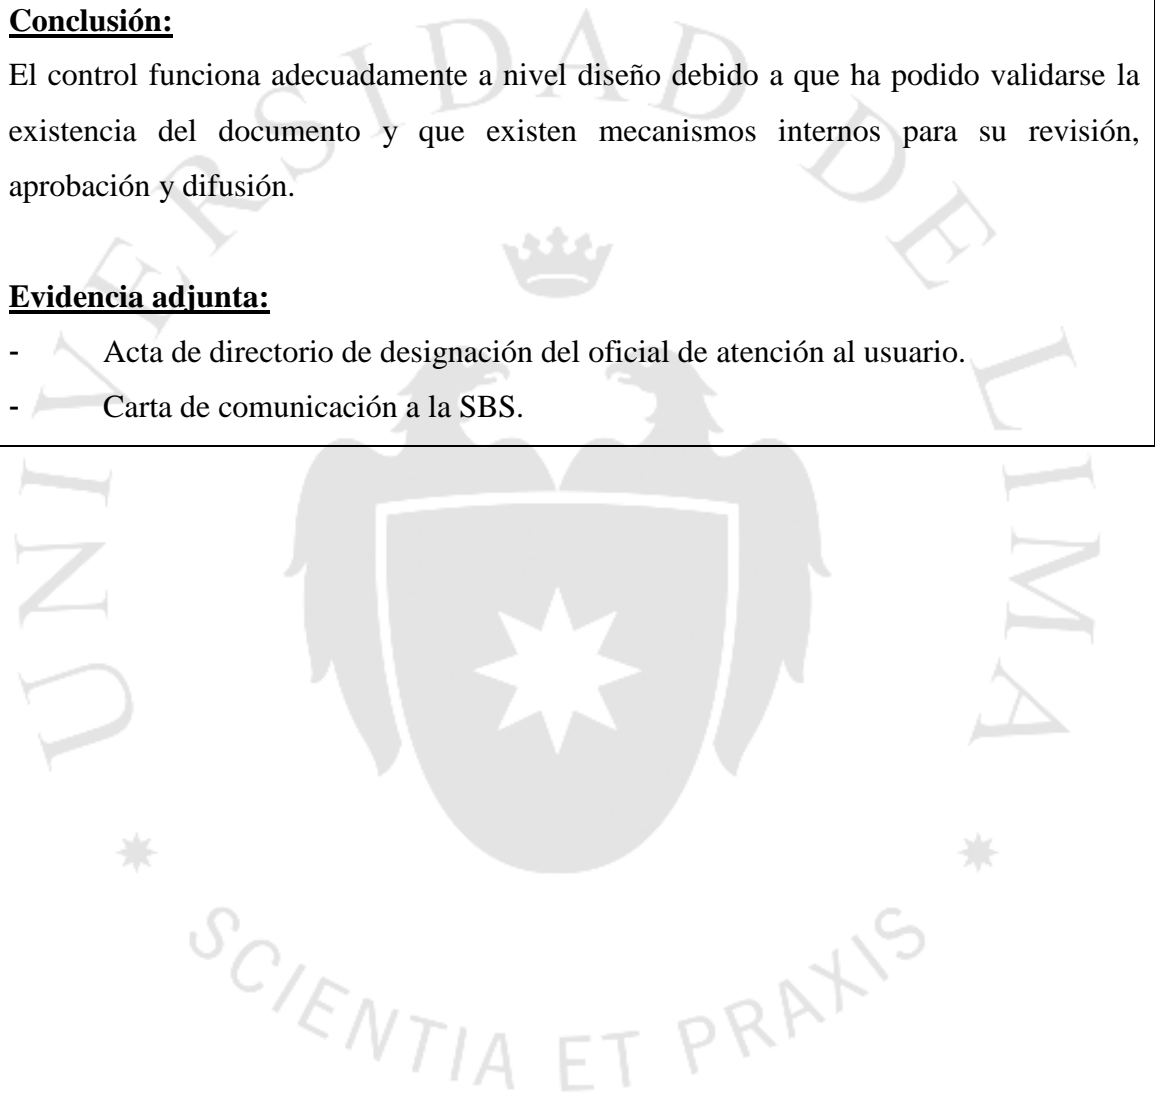 Conclusión:
El control funciona adecuadamente a nivel diseño debido a que ha podido validarse la
existencia del documento y que existen mecanismos internos para su revisión,
aprobación y difusión.
Evidencia adjunta:
- Acta de directorio de designación del oficial de atención al usuario.
- Carta de comunicación a la SBS.
UNIVERSIDAD DE LIMA
SCIENTIA ET PRAXIS